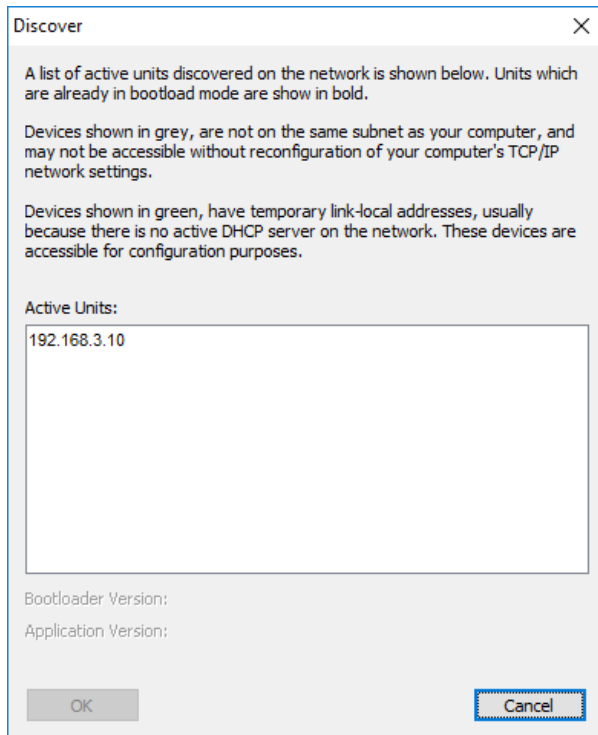 Discover
A list of active units discovered on the network is shown below. Units which
are already in bootload mode are show in bold.
Devices shown in grey, are not on the same subnet as your computer, and
may not be accessible without reconfiguration of your computer's TCP/IP
network settings.
Devices shown in green, have temporary link-local addresses, usually
because there is no active DHCP server on the network. These devices are
accessible for configuration purposes.
Active Units:
192.168.3.10
Bootloader Version:
Application Version:
OK
Cancel